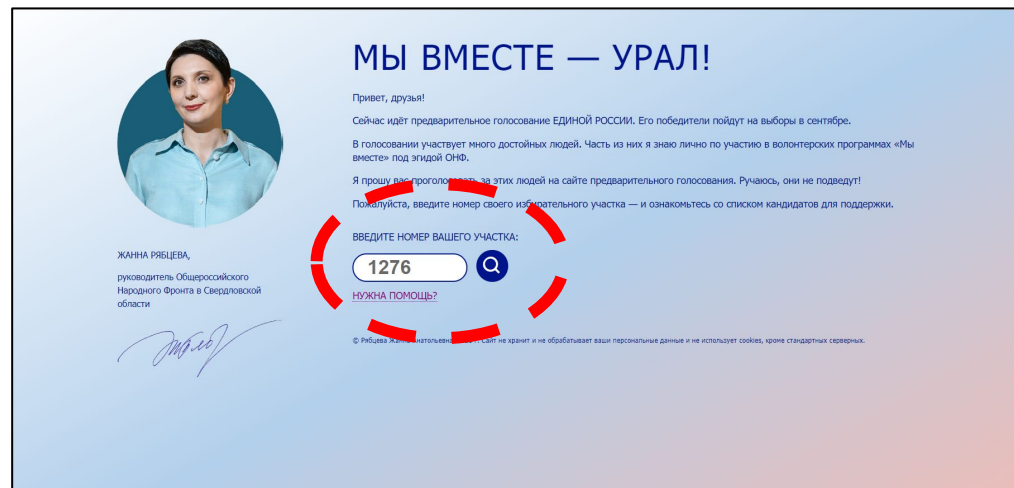 МЫ ВМЕСТЕ — УРАЛ!
Привет, друзья!
Сейчас идёт предварительное голосование ЕДИНОЙ РОССИИ. Его победители пойдут на выборы в сентябре.
В голосовании участвует много достойных людей. Часть из них я знаю лично по участию в волонтерских программах «Мы
вместе» под эгидой ОНФ.
Я прошу вас проголосовать за этих людей на сайте предварительного голосования. Ручаюсь, они не подведут!
Пожалуйста, введите номер своего избирательного участка — и ознакомьтесь со списком кандидатов для поддержки.
ВВЕДИТЕ НОМЕР ВАШЕГО УЧАСТКА:
1276
НУЖНА ПОМОЩЬ?
© Рябцева Жанна Анатольевна Сайт не хранит и не обрабатывает ваши персональные данные и не использует cookies, кроме стандартных серверных.
ЖАННА РЯБЦЕВА,
руководитель Общероссийского
Народного Фронта в Свердловской
области